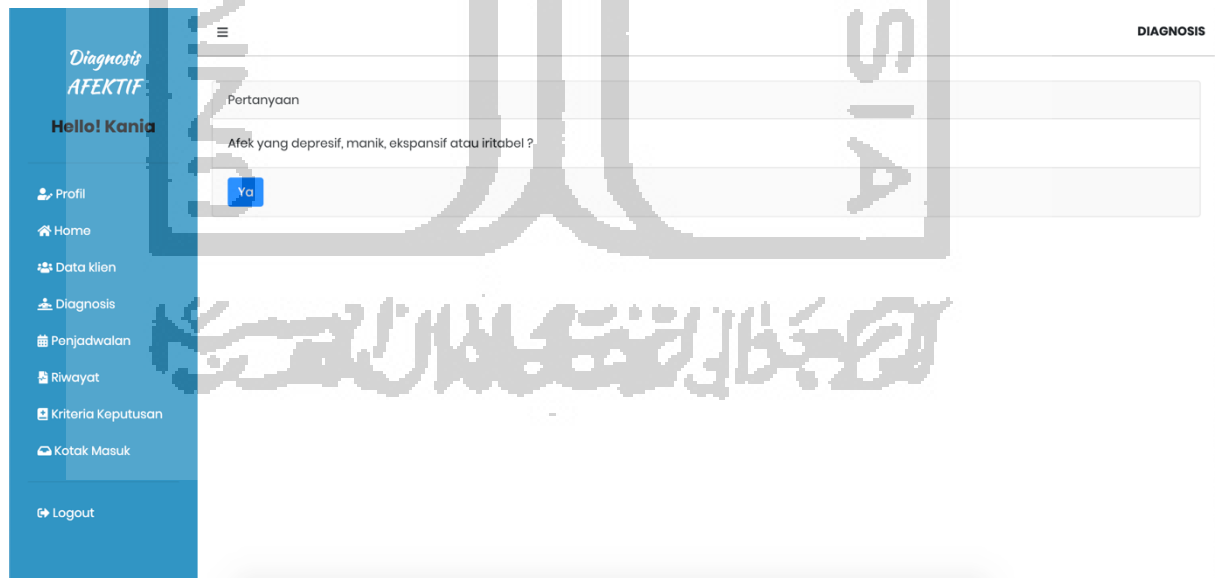 Diagnosis
AFEKTIF
Hello! Kania
Profil
Home
Data klien
Diagnosis
Penjadwalan
Riwayat
Kriteria Keputusan
Kotak Masuk
Logout
DIAGNOSIS
Pertanyaan
Afek yang depresif, manik, ekspansif atau iritabel ?
Ya